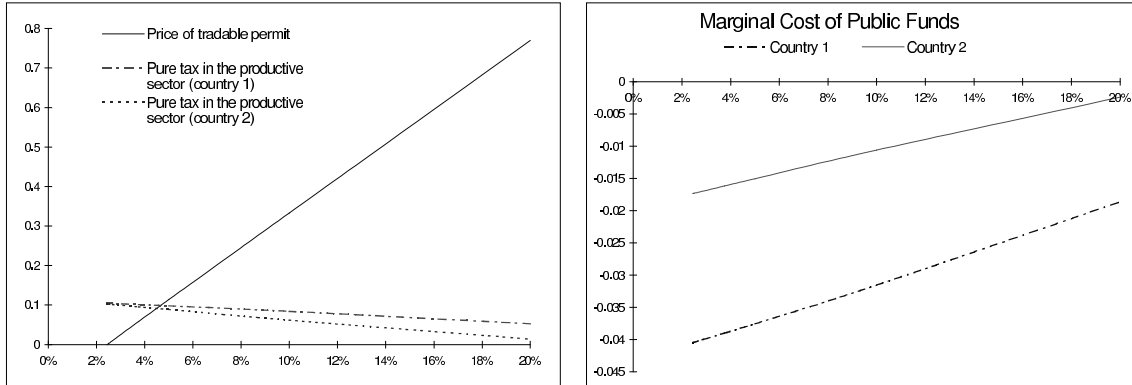 0.8
0.7
0.6
0.5
0.4
0.3
0.2
0.1
0
0% 2% 4% 6% 8% 10% 12% 14% 16% 18% 20%
Price of tradable permit
Pure tax in the productive
sector (country 1)
Pure tax in the productive
sector (country 2)
Marginal Cost of Public Funds
Country 1 Country 2
0
-0.005
-0.01
-0.015
-0.02
-0.025
-0.03
-0.035
-0.04
-0.045
0% 2% 4% 6% 8% 10% 12% 14% 16% 18% 20%